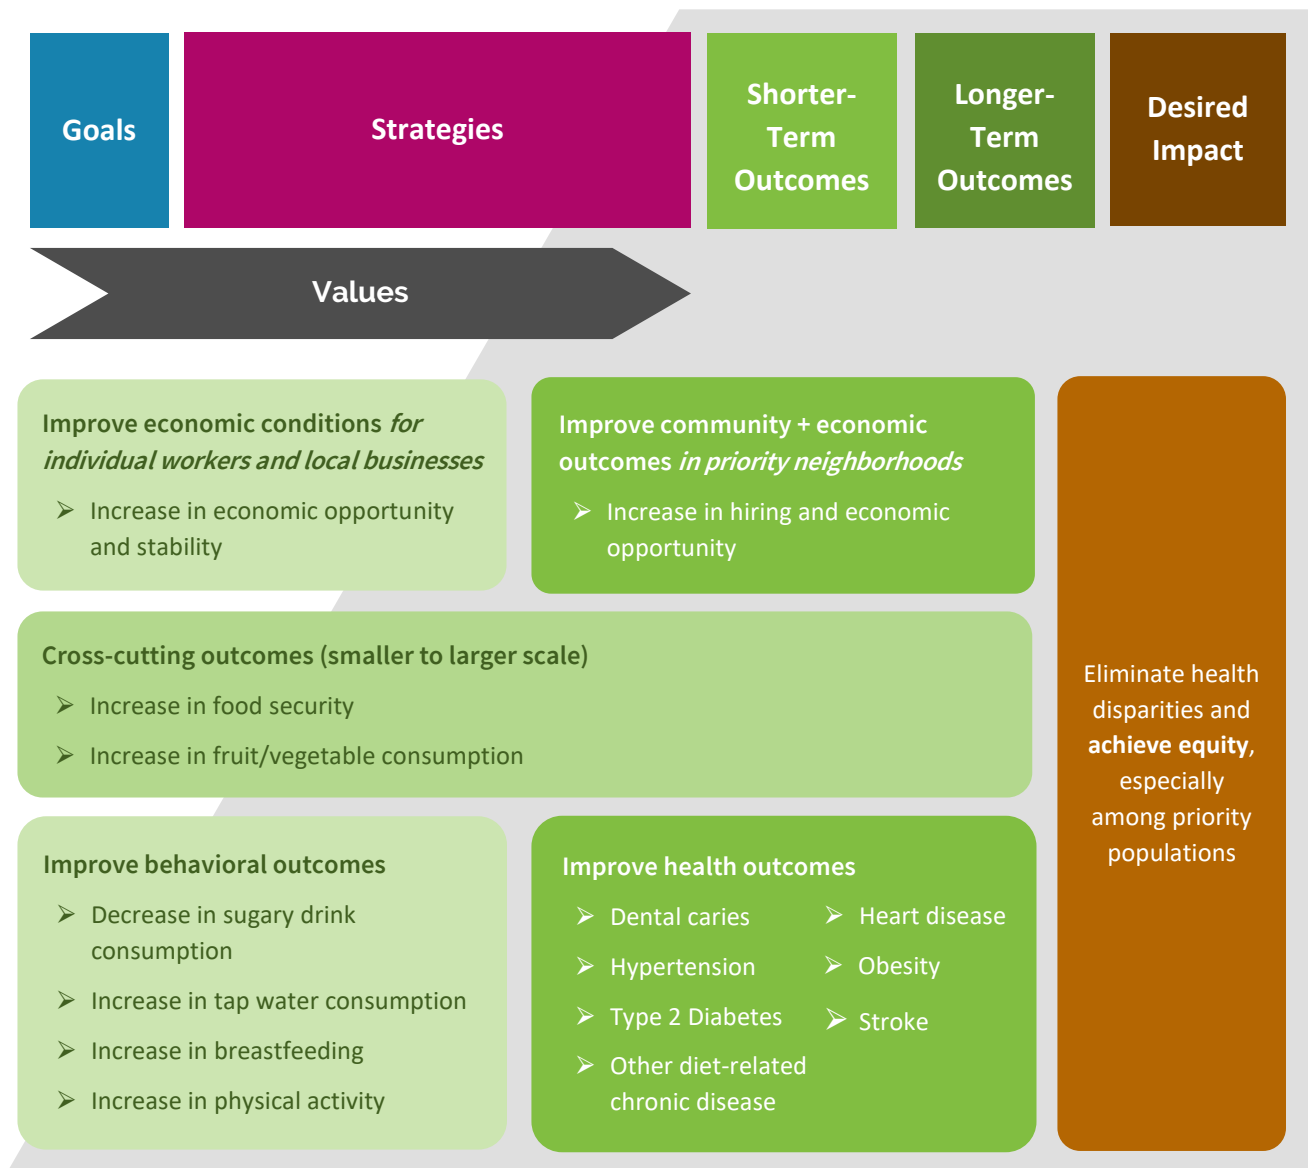 Goals
Strategies
Shorter-
Term
Outcomes
Longer-
Term
Outcomes
Desired
Impact
Values
Improve economic conditions for
individual workers and local businesses
➢ Increase in economic opportunity
and stability
Improve community + economic
outcomes in priority neighborhoods
➢ Increase in hiring and economic
opportunity
Cross-cutting outcomes (smaller to larger scale)
➢ Increase in food security
➢ Increase in fruit/vegetable consumption
Improve behavioral outcomes
➢ Decrease in sugary drink
consumption
➢ Increase in tap water consumption
➢ Increase in breastfeeding
➢ Increase in physical activity
Improve health outcomes
➢ Dental caries
➢ Hypertension
➢ Type 2 Diabetes
➢ Other diet-related
chronic disease
➢ Heart disease
➢ Obesity
➢ Stroke
Eliminate health
disparities and
achieve equity,
especially
among priority
populations